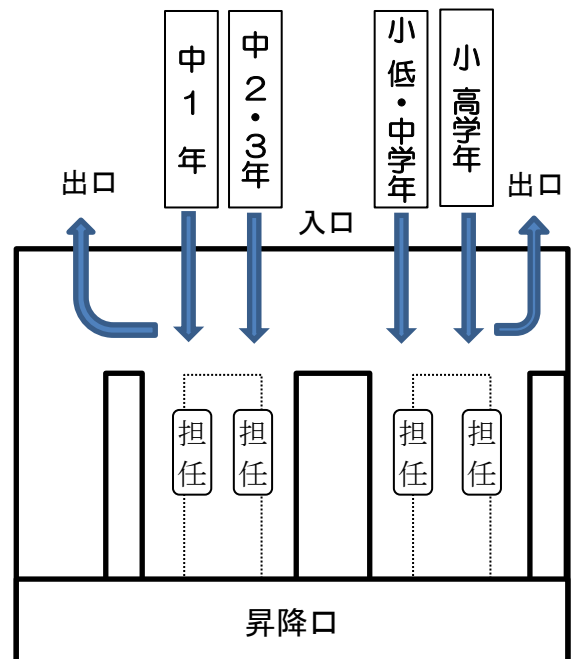 中１年
中２・３年
小低・中学年
小高学年
出口
入口
出口
担任
担任
担任
担任
昇降口